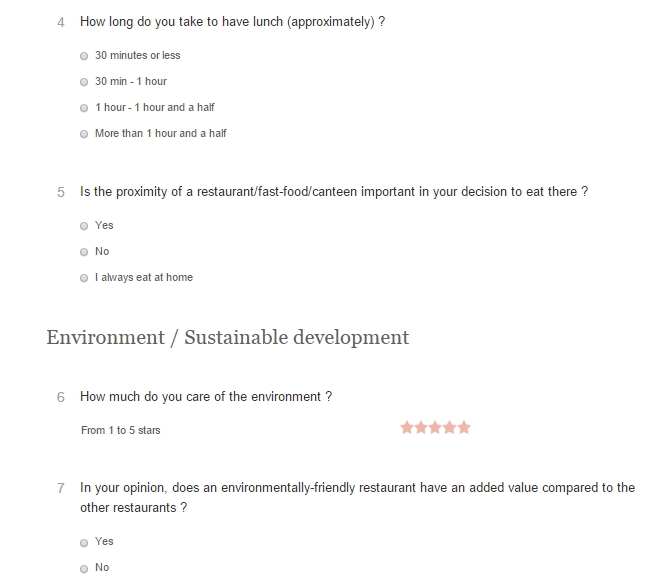 4 How long do you take to have lunch (approximately) ?
30 minutes or less
30 min - 1 hour
1 hour - 1 hour and a half
More than 1 hour and a half
5 Is the proximity of a restaurant/fast-food/canteen important in your decision to eat there ?
Yes
No
I always eat at home
Environment / Sustainable development
6 How much do you care of the environment ?
From 1 to 5 stars
7 In your opinion, does an environmentally-friendly restaurant have an added value compared to the
other restaurants ?
Yes
No